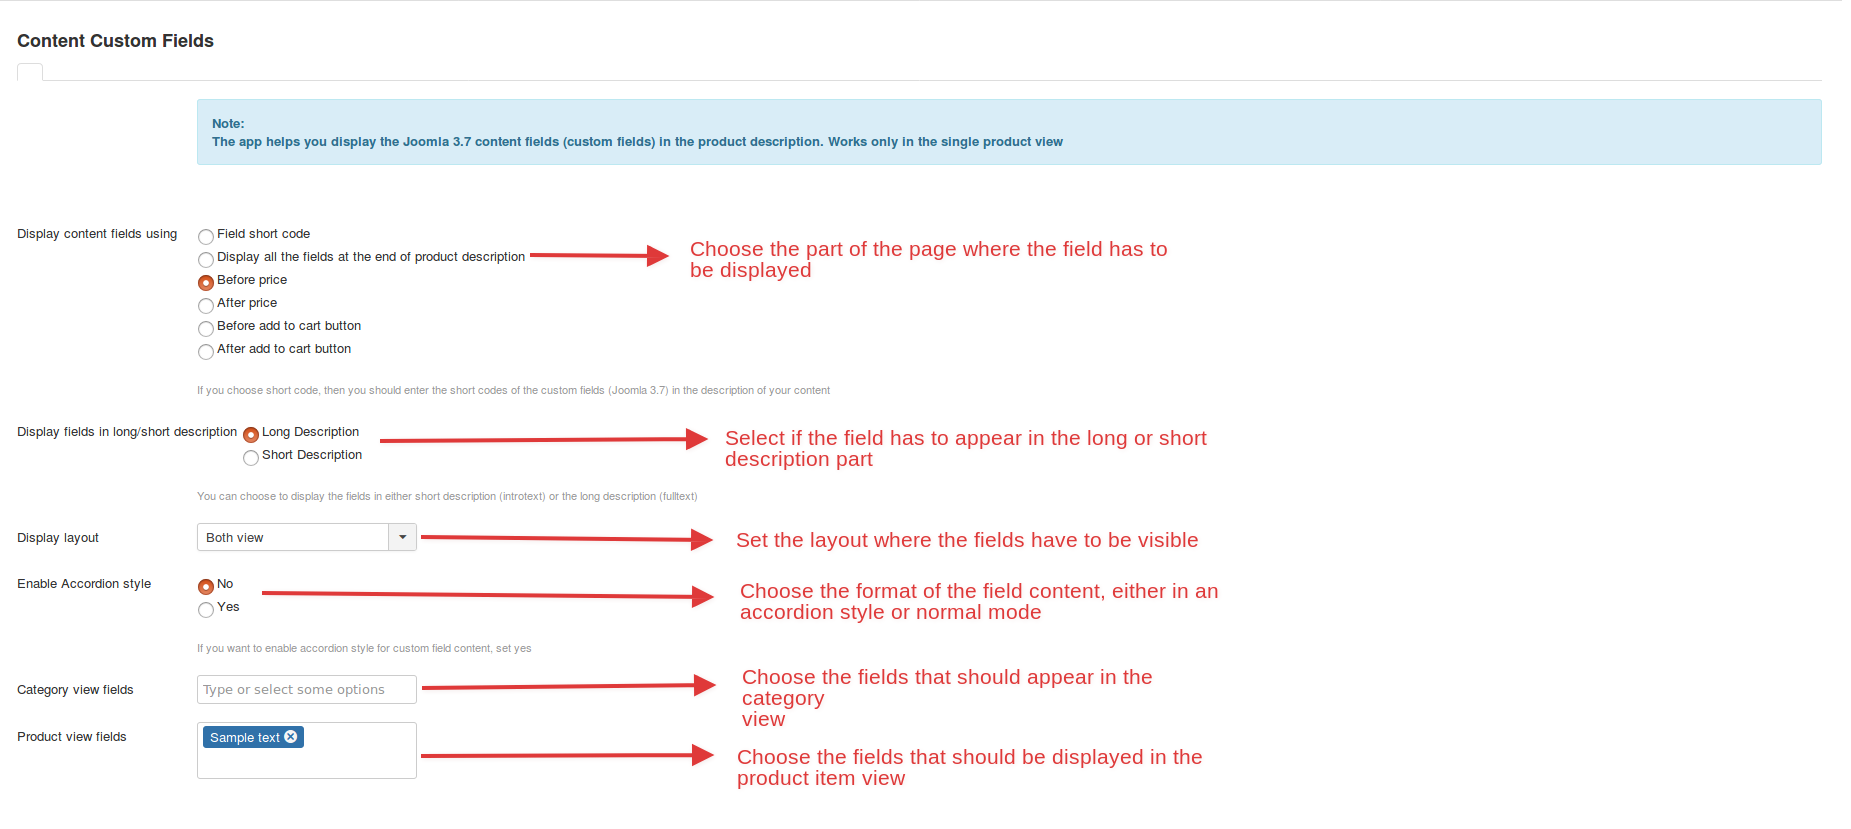 Content Custom Fields
Note:
The app helps you display the Joomla 3.7 content fields (custom fields) in the product description. Works only in the single product view
Display content fields using
Field short code
Display all the fields at the end of product description
Before price
After price
Before add to cart button
After add to cart button
Choose the part of the page where the field has to
be displayed
If you choose short code, then you should enter the short codes of the custom fields (Joomla 3.7) in the description of your content
Display fields in long/short description
Long Description
Short Description
Select if the field has to appear in the long or short
description part
You can choose to display the fields in either short description (introtext) or the long description (fulltext)
Display layout
Both view
Set the layout where the fields have to be visible
Enable Accordion style
No
Yes
Choose the format of the field content, either in an
accordion style or normal mode
If you want to enable accordion style for custom field content, set yes
Category view fields
Type or select some options
Choose the fields that should appear in the
category
view
Product view fields
Sample text
Choose the fields that should be displayed in the
product item view